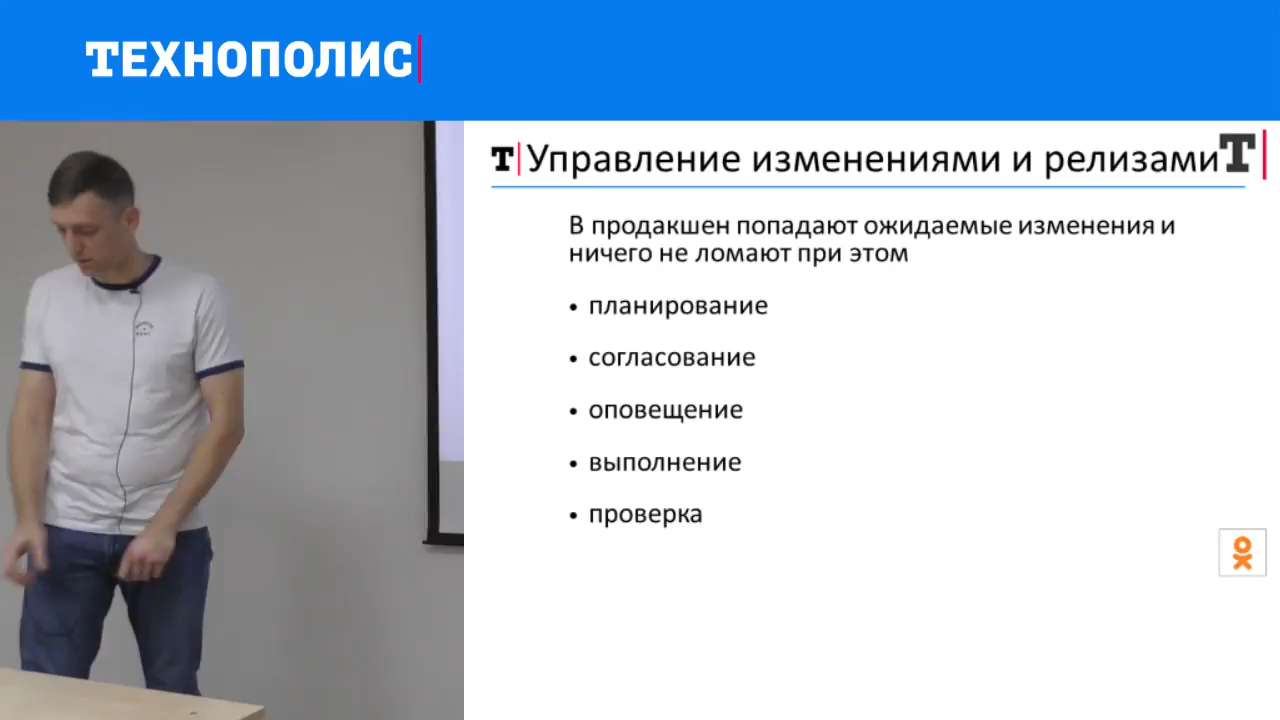 ТЕХНОПОЛИС
Т Управление изменениями и релизами Т
В продакшен попадают ожидаемые изменения и
ничего не ломают при этом
• планирование
• согласование
• оповещение
• выполнение
• проверка